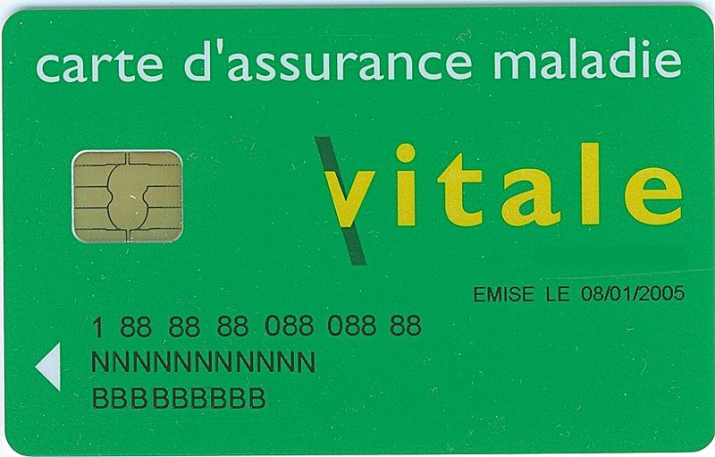 carte d'assurance maladie
vitale
EMISE LE 08/01/2005
1 88 88 88 088 088 88
NNNNNNNNNNN
BBBBBBBBB